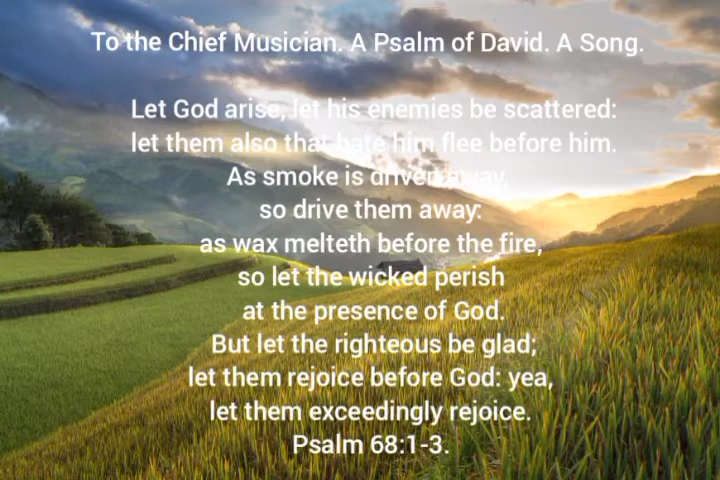 To the Chief Musician. A Psalm of David. A Song.
Let God arise, let his enemies be scattered:
let them also that hate him flee before him.
As smoke is driven away,
so drive them away:
as wax melteth before the fire,
so let the wicked perish
at the presence of God.
But let the righteous be glad;
let them rejoice before God: yea,
let them exceedingly rejoice.
Psalm 68:1-3.